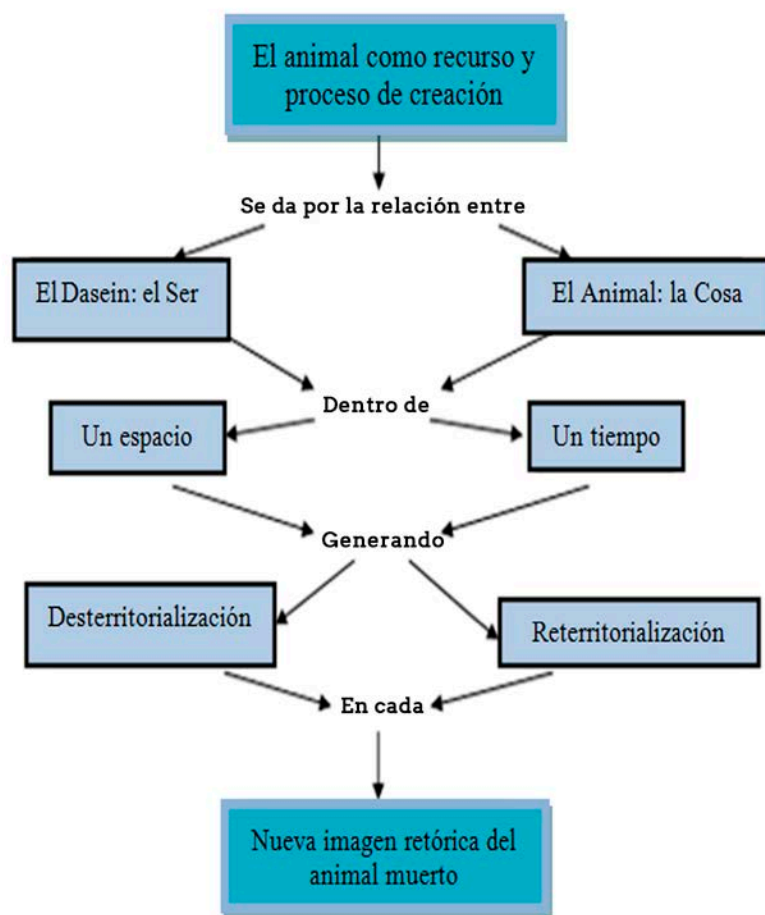 El animal como recurso y
proceso de creación
Se da por la relación entre
El Dasein: el Ser
El Animal: la Cosa
Dentro de
Un espacio
Un tiempo
Generando
Desterritorialización
Reterritorialización
En cada
Nueva imagen retórica del
animal muerto